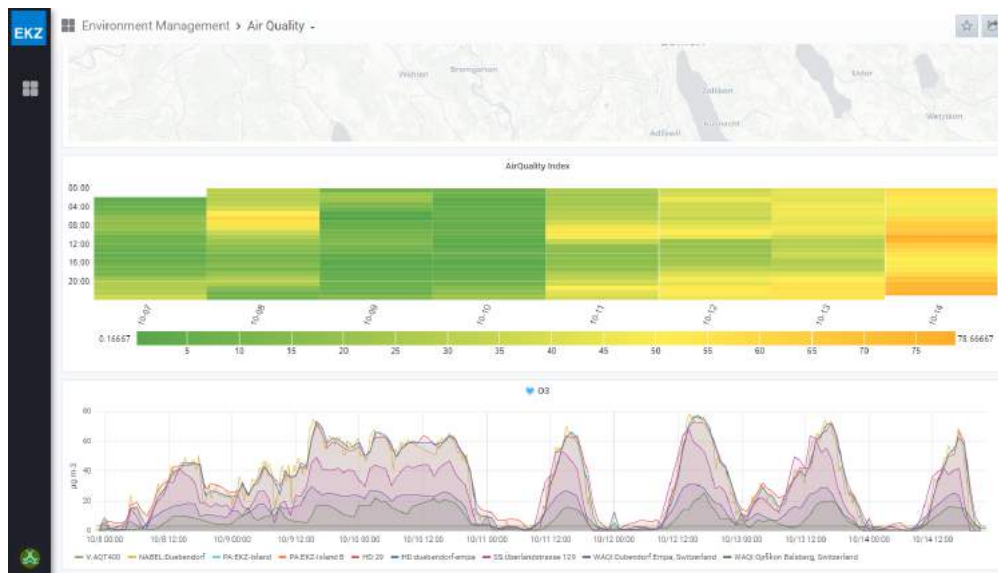 EKZ
Environment Management > Air Quality
Wohlen
Bremgarten
Zollikon
Uster
Küsnacht
Wetzikon
Adliswil
AirQuality Index
00:00
04:00
08:00
12:00
16:00
20:00
10-07 10-08 10-09 10-10 10-11 10-12 10-13 10-14
0.16667 78.66667
5 10 15 20 25 30 35 40 45 50 55 60 65 70 75
O3
80
60
40
20
0
µg m-3
10/8 00:00 10/8 12:00 10/9 00:00 10/9 12:00 10/10 00:00 10/10 12:00 10/11 00:00 10/11 12:00 10/12 00:00 10/12 12:00 10/13 00:00 10/13 12:00 10/14 00:00 10/14 12:00
V:AQT400 NABEL:Duebendorf PA:EKZ-Island PA:EKZ-Island B HD:29 HD:duebendorf-empa SS:Überlandstrasse 129 WAQI:Dubendorf Empa, Switzerland WAQI:Opfikon Balsberg, Switzerland